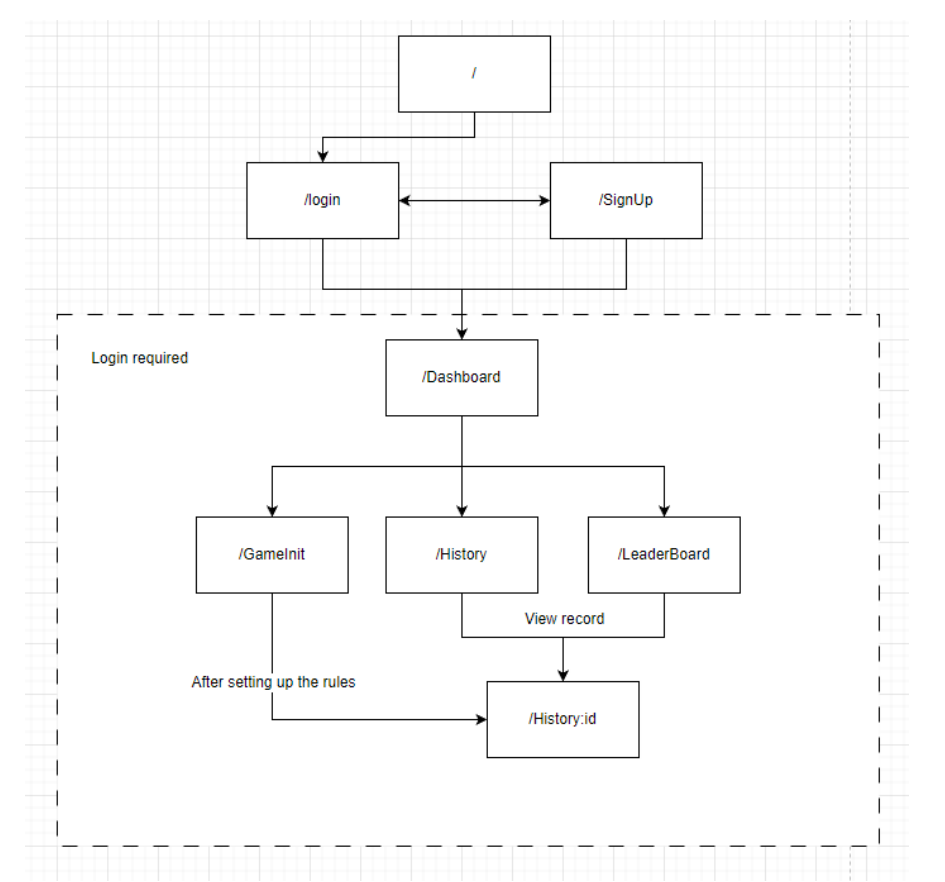 /
/login
/SignUp
Login required
/Dashboard
/GameInit
/History
/LeaderBoard
View record
After setting up the rules
/History:id